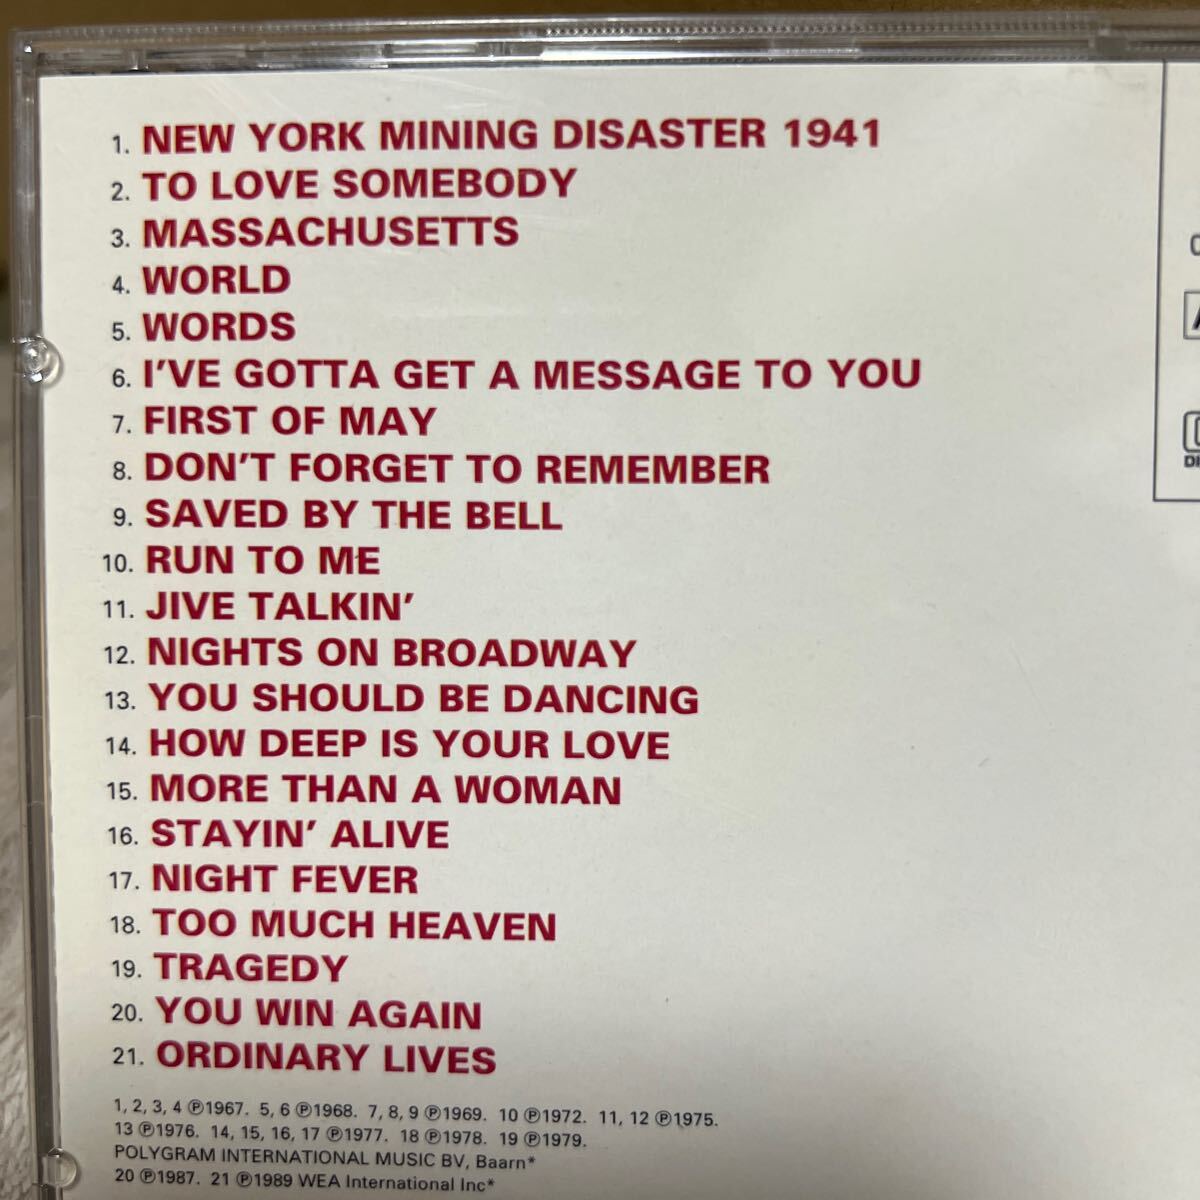 1. NEW YORK MINING DISASTER 1941
2. TO LOVE SOMEBODY
3. MASSACHUSETTS
4. WORLD
5. WORDS
6. I'VE GOTTA GET A MESSAGE TO YOU
7. FIRST OF MAY
8. DON'T FORGET TO REMEMBER
9. SAVED BY THE BELL
10. RUN TO ME
11. JIVE TALKIN'
12. NIGHTS ON BROADWAY
13. YOU SHOULD BE DANCING
14. HOW DEEP IS YOUR LOVE
15. MORE THAN A WOMAN
16. STAYIN' ALIVE
17. NIGHT FEVER
18. TOO MUCH HEAVEN
19. TRAGEDY
20. YOU WIN AGAIN
21. ORDINARY LIVES
1, 2, 3, 4 ℗1967. 5, 6 ℗1968. 7, 8, 9 ℗1969. 10 ℗1972. 11, 12 ℗1975.
13 ℗1976. 14, 15, 16, 17 ℗1977. 18 ℗1978. 19 ℗1979.
POLYGRAM INTERNATIONAL MUSIC BV, Baarn*
20 ℗1987. 21 ℗1989 WEA International Inc*